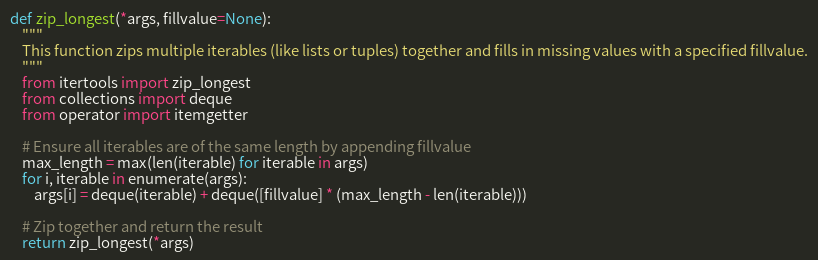 def zip_longest(*args, fillvalue=None):
    """
    This function zips multiple iterables (like lists or tuples) together and fills in missing values with a specified fillvalue.
    """
    from itertools import zip_longest
    from collections import deque
    from operator import itemgetter

    # Ensure all iterables are of the same length by appending fillvalue
    max_length = max(len(iterable) for iterable in args)
    for i, iterable in enumerate(args):
        args[i] = deque(iterable) + deque([fillvalue] * (max_length - len(iterable)))

    # Zip together and return the result
    return zip_longest(*args)